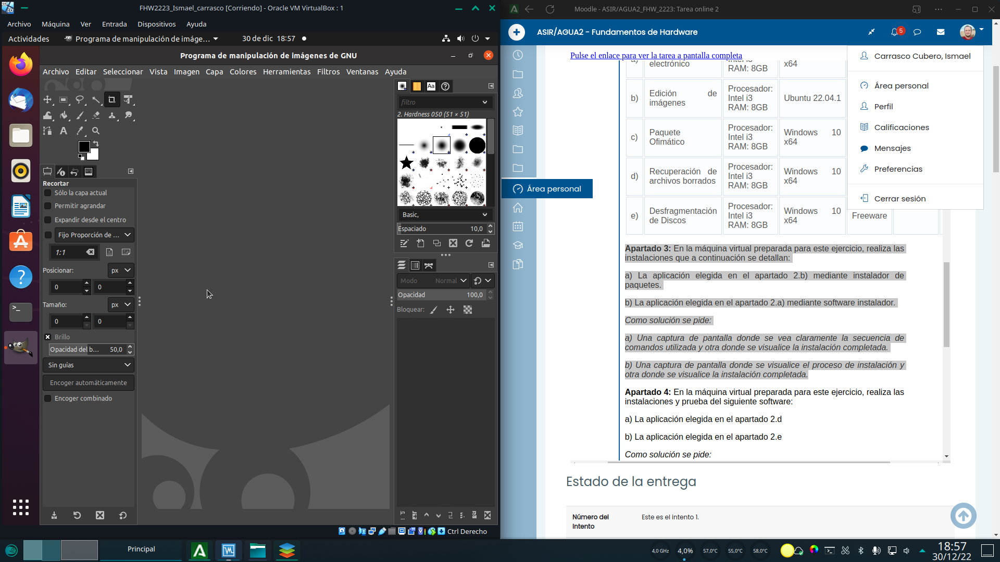 FHW2223_Ismael_carrasco [Corriendo] - Oracle VM VirtualBox : 1
Archivo Máquina Ver Entrada Dispositivos Ayuda
Actividades Programa de manipulación de imáge... 30 de dic 18:57
Programa de manipulación de imágenes de GNU
Archivo Editar Seleccionar Vista Imagen Capa Colores Herramientas Filtros Ventanas Ayuda
filtro
2. Hardness 050 (51 × 51)
Basic,
Espaciado 10,0
Recortar
Sólo la capa actual
Permitir agrandar
Expandir desde el centro
Fijo Proporción de ...
1:1
Posicionar: px
0 0
Tamaño: px
0 0
Brillo
Opacidad del b... 50,0
Sin guías
Encoger automáticamente
Encoger combinado
Modo Normal
Opacidad 100,0
Bloquear:
Ctrl Derecho
Moodle - ASIR/AGUA2_FHW_2223: Tarea online 2
ASIR/AGUA2 - Fundamentos de Hardware
5
Pulse el enlace para ver la tarea a pantalla completa
Carrasco Cubero, Ismael
Área personal
Perfil
Calificaciones
Mensajes
Preferencias
Cerrar sesión
Área personal
a) electrónico
Intel i3
RAM: 8GB
x64
b) Edición de imágenes
Procesador:
Intel i3
RAM: 8GB
Ubuntu 22.04.1
c) Paquete Ofimático
Procesador:
Intel i3
RAM: 8GB
Windows 10 x64
d) Recuperación de archivos borrados
Procesador:
Intel i3
RAM: 8GB
Windows 10 x64
e) Desfragmentación de Discos
Procesador:
Intel i3
RAM: 8GB
Windows 10 x64
Freeware
Apartado 3: En la máquina virtual preparada para este ejercicio, realiza las
instalaciones que a continuación se detallan:
a) La aplicación elegida en el apartado 2.b) mediante instalador de
paquetes.
b) La aplicación elegida en el apartado 2.a) mediante software instalador.
Como solución se pide:
a) Una captura de pantalla donde se vea claramente la secuencia de
comandos utilizada y otra donde se visualice la instalación completada.
b) Una captura de pantalla donde se visualice el proceso de instalación y
otra donde se visualice la instalación completada.
Apartado 4: En la máquina virtual preparada para este ejercicio, realiza las
instalaciones y prueba del siguiente software:
a) La aplicación elegida en el apartado 2.d
b) La aplicación elegida en el apartado 2.e
Como solución se pide:
Estado de la entrega
Número del
Intento
Este es el intento 1.
Principal
4,0 GHz 4,0% 57,0°C 55,0°C 58,0°C
18:57
30/12/22